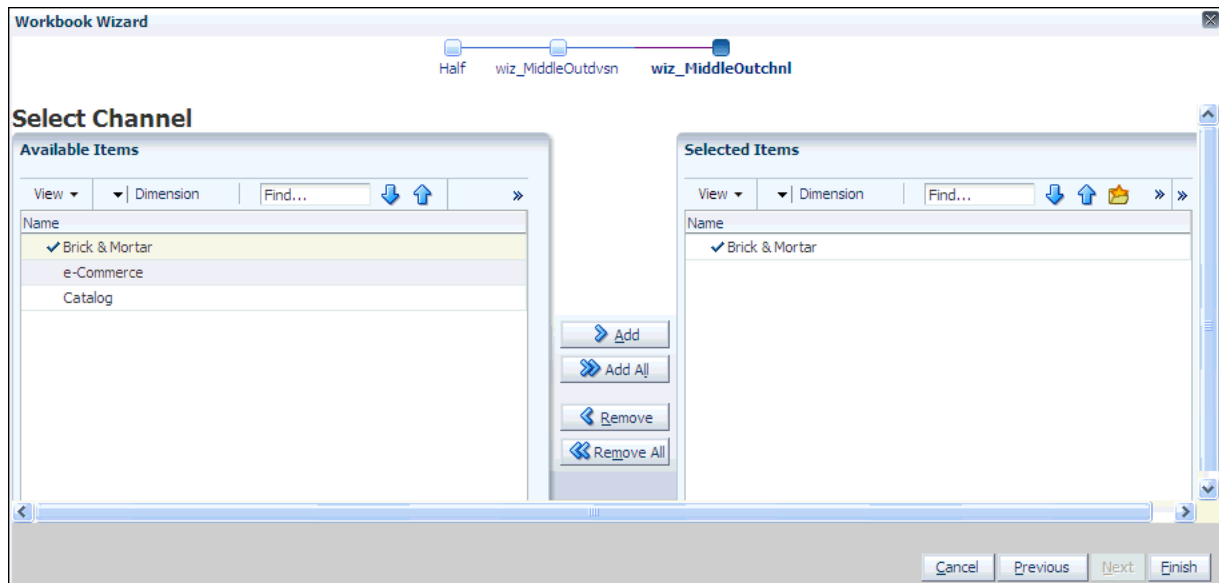 Workbook Wizard
Half wiz_MiddleOutdvsn wiz_MiddleOutchnl
Select Channel
Available Items
View Dimension Find...
Name
Brick & Mortar
e-Commerce
Catalog
Add
Add All
Remove
Remove All
Selected Items
View Dimension Find...
Name
Brick & Mortar
Cancel Previous Next Finish